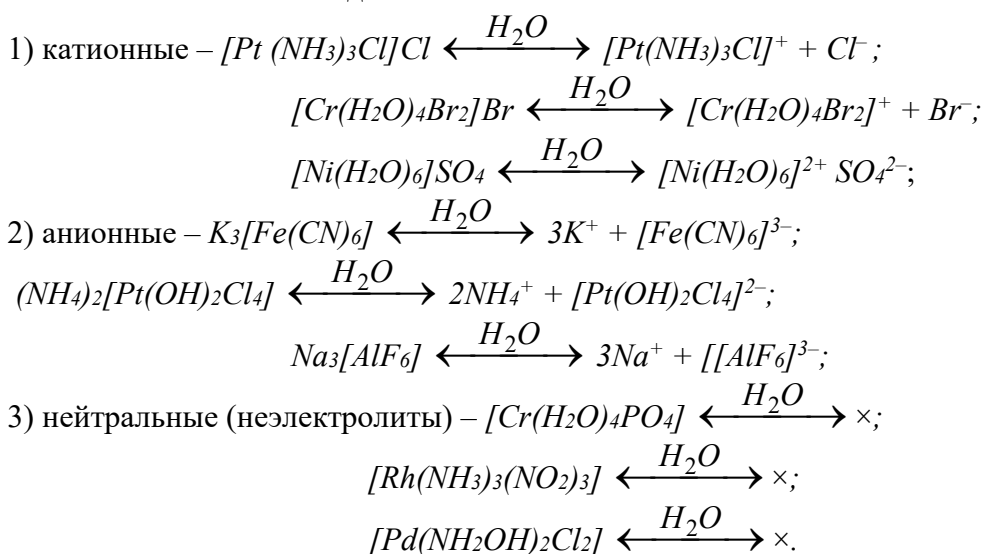 1) катионные – [Pt (NH3)3Cl]Cl <—H2O—> [Pt(NH3)3Cl]⁺ + Cl⁻ ;
[Cr(H2O)4Br2]Br <—H2O—> [Cr(H2O)4Br2]⁺ + Br⁻;
[Ni(H2O)6]SO4 <—H2O—> [Ni(H2O)6]²⁺ SO4²⁻;
2) анионные – K3[Fe(CN)6] <—H2O—> 3K⁺ + [Fe(CN)6]³⁻;
(NH4)2[Pt(OH)2Cl4] <—H2O—> 2NH4⁺ + [Pt(OH)2Cl4]²⁻;
Na3[AlF6] <—H2O—> 3Na⁺ + [[AlF6]³⁻;
3) нейтральные (неэлектролиты) – [Cr(H2O)4PO4] <—H2O—> ×;
[Rh(NH3)3(NO2)3] <—H2O—> ×;
[Pd(NH2OH)2Cl2] <—H2O—> ×.